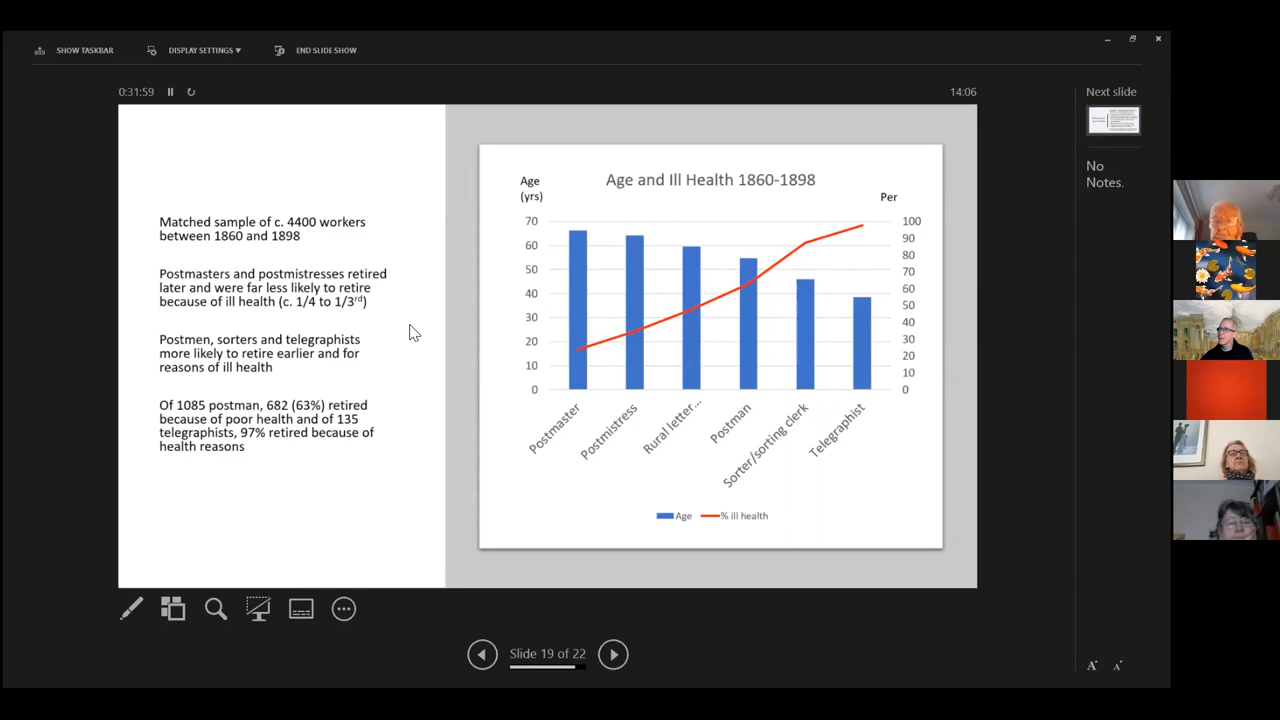 SHOW TASKBAR
DISPLAY SETTINGS ▾
END SLIDE SHOW
0:31:59
14:06
Next slide
No
Notes.
Matched sample of c. 4400 workers
between 1860 and 1898
Postmasters and postmistresses retired
later and were far less likely to retire
because of ill health (c. 1/4 to 1/3rd)
Postmen, sorters and telegraphists
more likely to retire earlier and for
reasons of ill health
Of 1085 postman, 682 (63%) retired
because of poor health and of 135
telegraphists, 97% retired because of
health reasons
Age and Ill Health 1860-1898
Age
(yrs)
Per
70
60
50
40
30
20
10
0
100
90
80
70
60
50
40
30
20
10
0
Postmaster
Postmistress
Rural letter...
Postman
Sorter/sorting clerk
Telegraphist
Age
% ill health
Slide 19 of 22
A
A